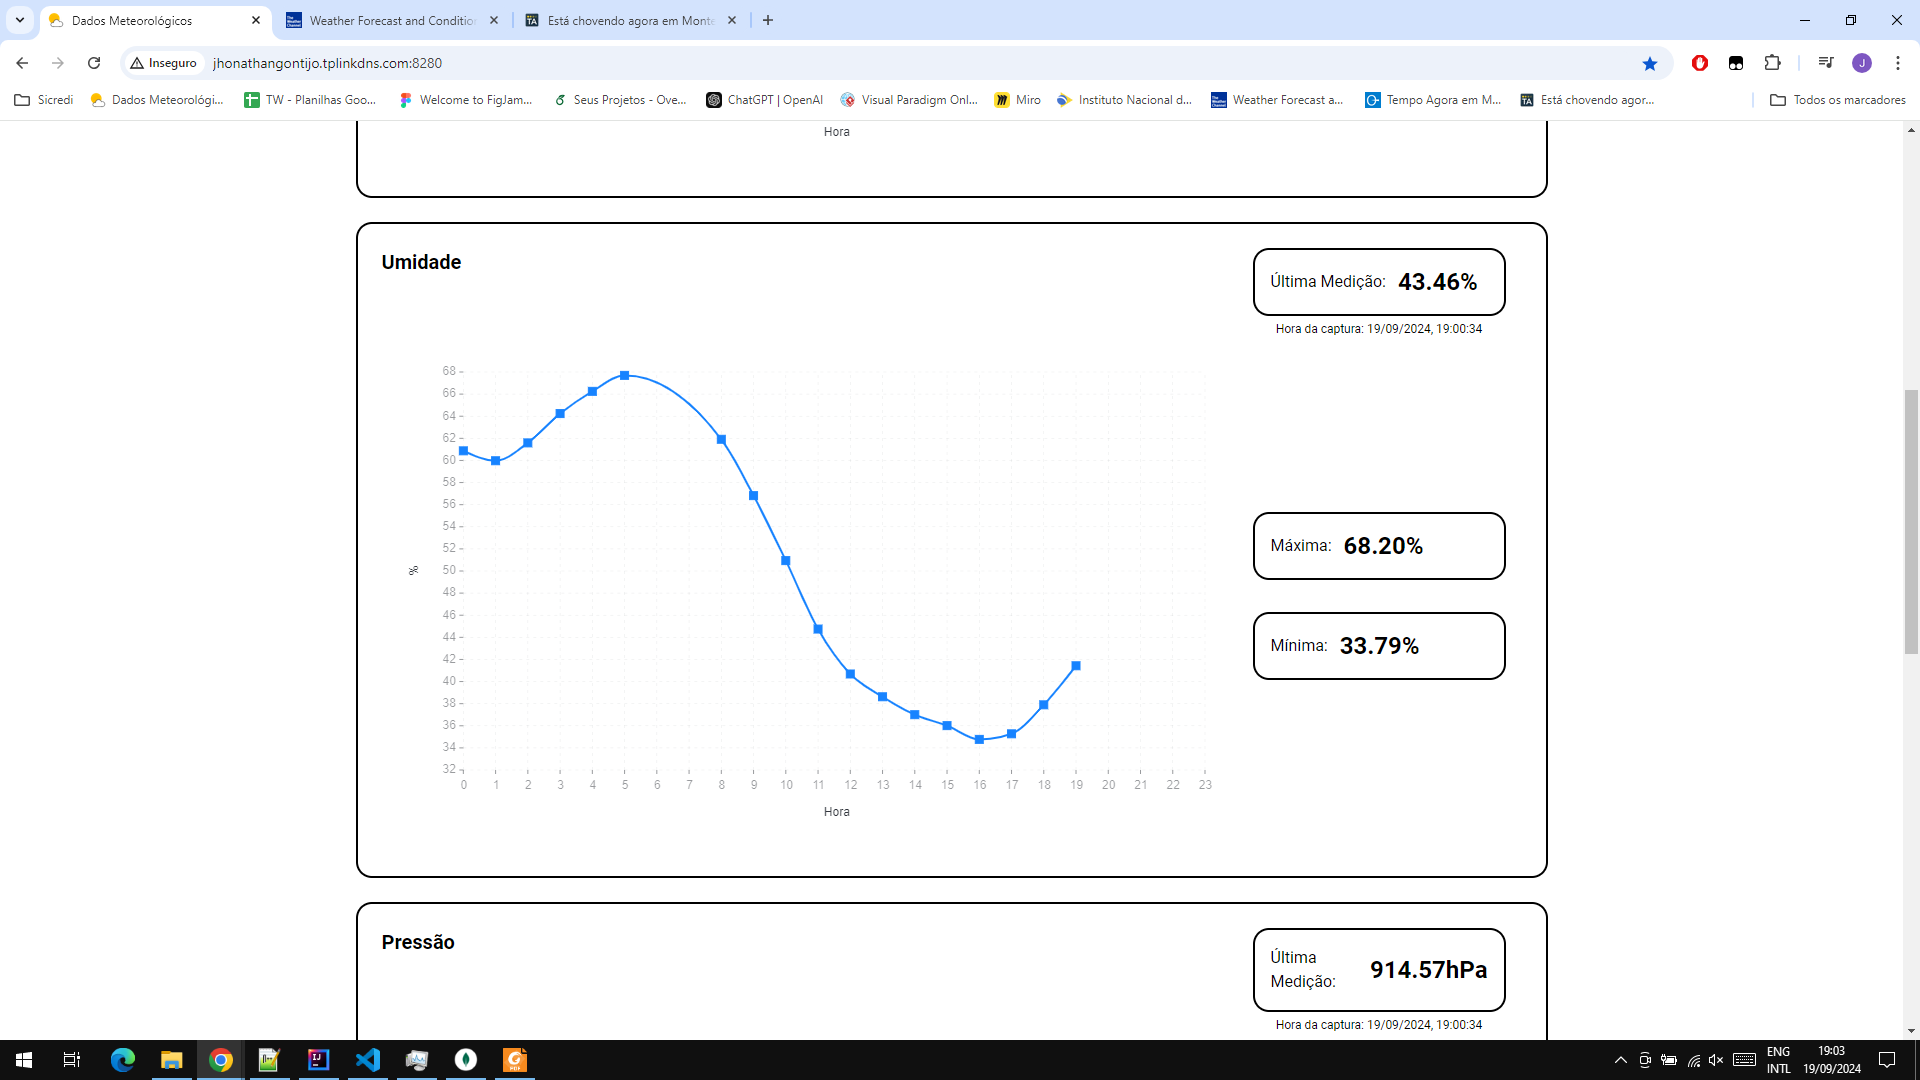 Dados Meteorológicos
Weather Forecast and Conditio
Está chovendo agora em Monte
Inseguro
jhonathangontijo.tplinkdns.com:8280
J
Sicredi
Dados Meteorológi...
TW - Planilhas Goo...
Welcome to FigJam...
Seus Projetos - Ove...
ChatGPT | OpenAI
Visual Paradigm Onl...
Miro
Instituto Nacional d...
Weather Forecast a...
Tempo Agora em M...
Está chovendo agor...
Todos os marcadores
Hora
Umidade
Última Medição: 43.46%
Hora da captura: 19/09/2024, 19:00:34
68
66
64
62
60
58
56
54
52
50
48
46
44
42
40
38
36
34
32
%
0 1 2 3 4 5 6 7 8 9 10 11 12 13 14 15 16 17 18 19 20 21 22 23
Hora
Máxima: 68.20%
Mínima: 33.79%
Pressão
Última
Medição:
914.57hPa
Hora da captura: 19/09/2024, 19:00:34
ENG
INTL
19:03
19/09/2024